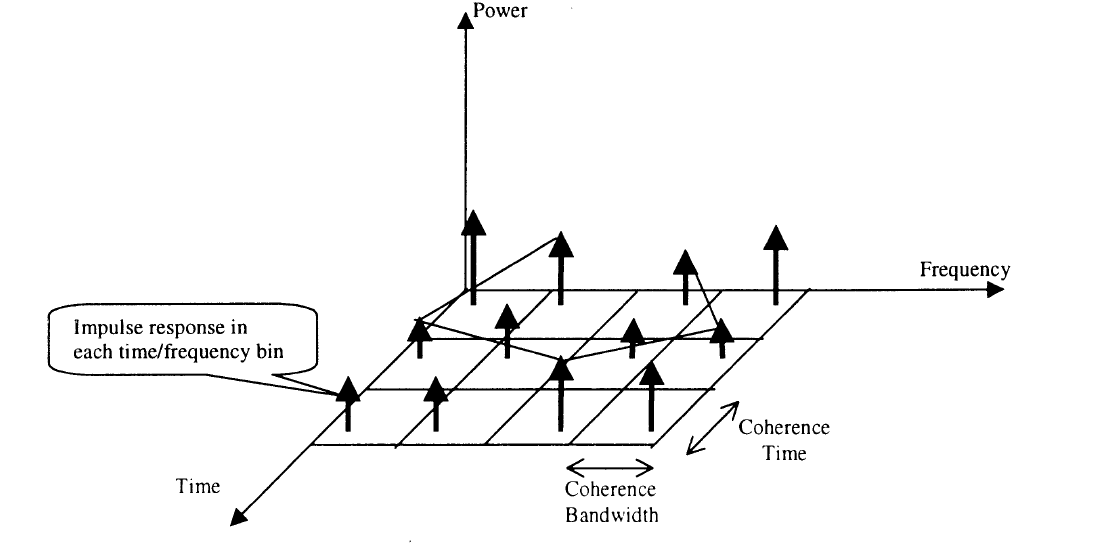 Power
Frequency
Impulse response in
each time/frequency bin
Coherence
Time
Time
Coherence
Bandwidth